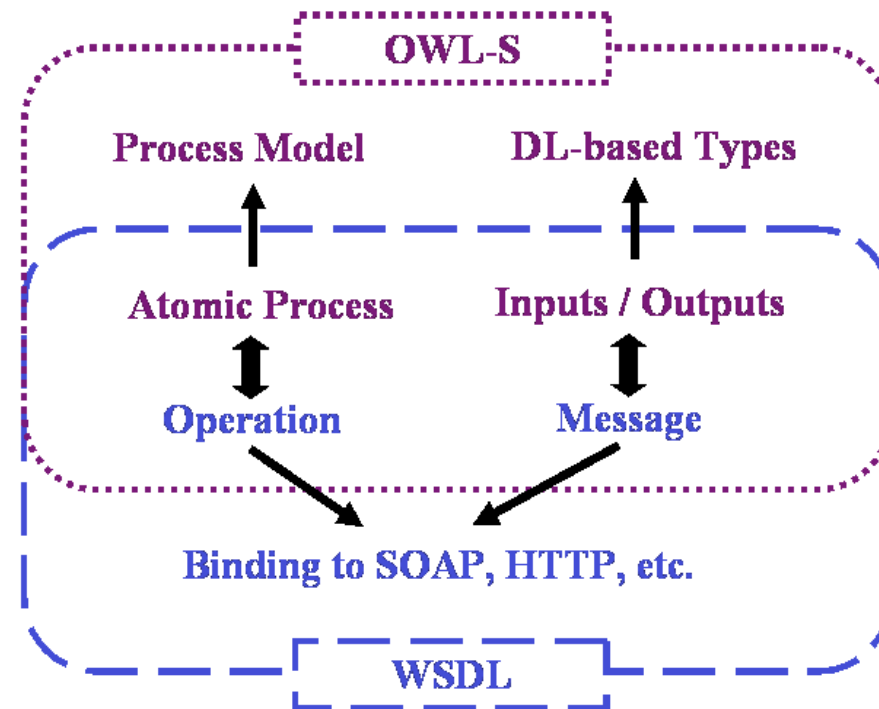 OWL-S
Process Model
DL-based Types
Atomic Process
Inputs / Outputs
Operation
Message
Binding to SOAP, HTTP, etc.
WSDL